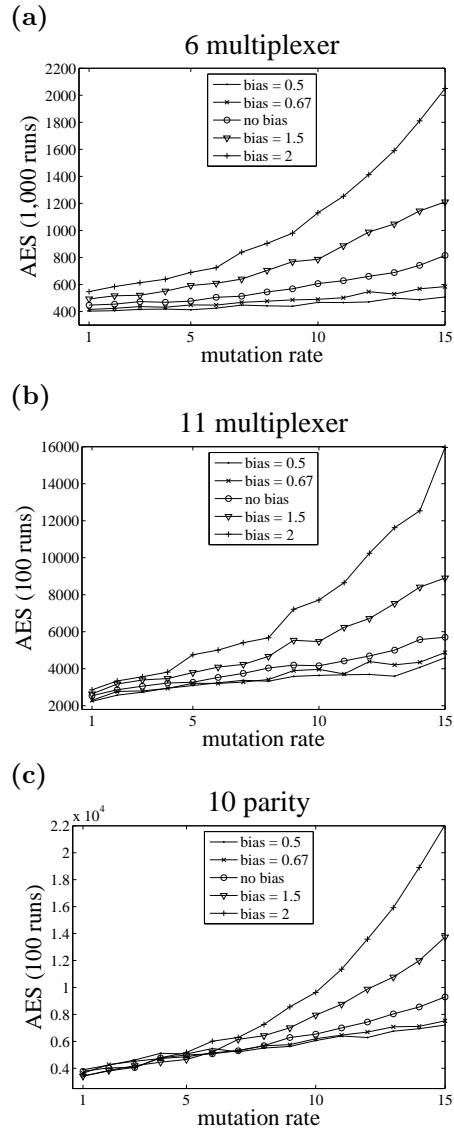 (a)
6 multiplexer
2200
2000
1800
1600
1400
1200
1000
800
600
400
AES (1,000 runs)
bias = 0.5
bias = 0.67
no bias
bias = 1.5
bias = 2
1 5 10 15
mutation rate
(b)
11 multiplexer
16000
14000
12000
10000
8000
6000
4000
2000
AES (100 runs)
bias = 0.5
bias = 0.67
no bias
bias = 1.5
bias = 2
1 5 10 15
mutation rate
(c)
10 parity
x 10^4
2.2
2
1.8
1.6
1.4
1.2
1
0.8
0.6
0.4
AES (100 runs)
bias = 0.5
bias = 0.67
no bias
bias = 1.5
bias = 2
1 5 10 15
mutation rate